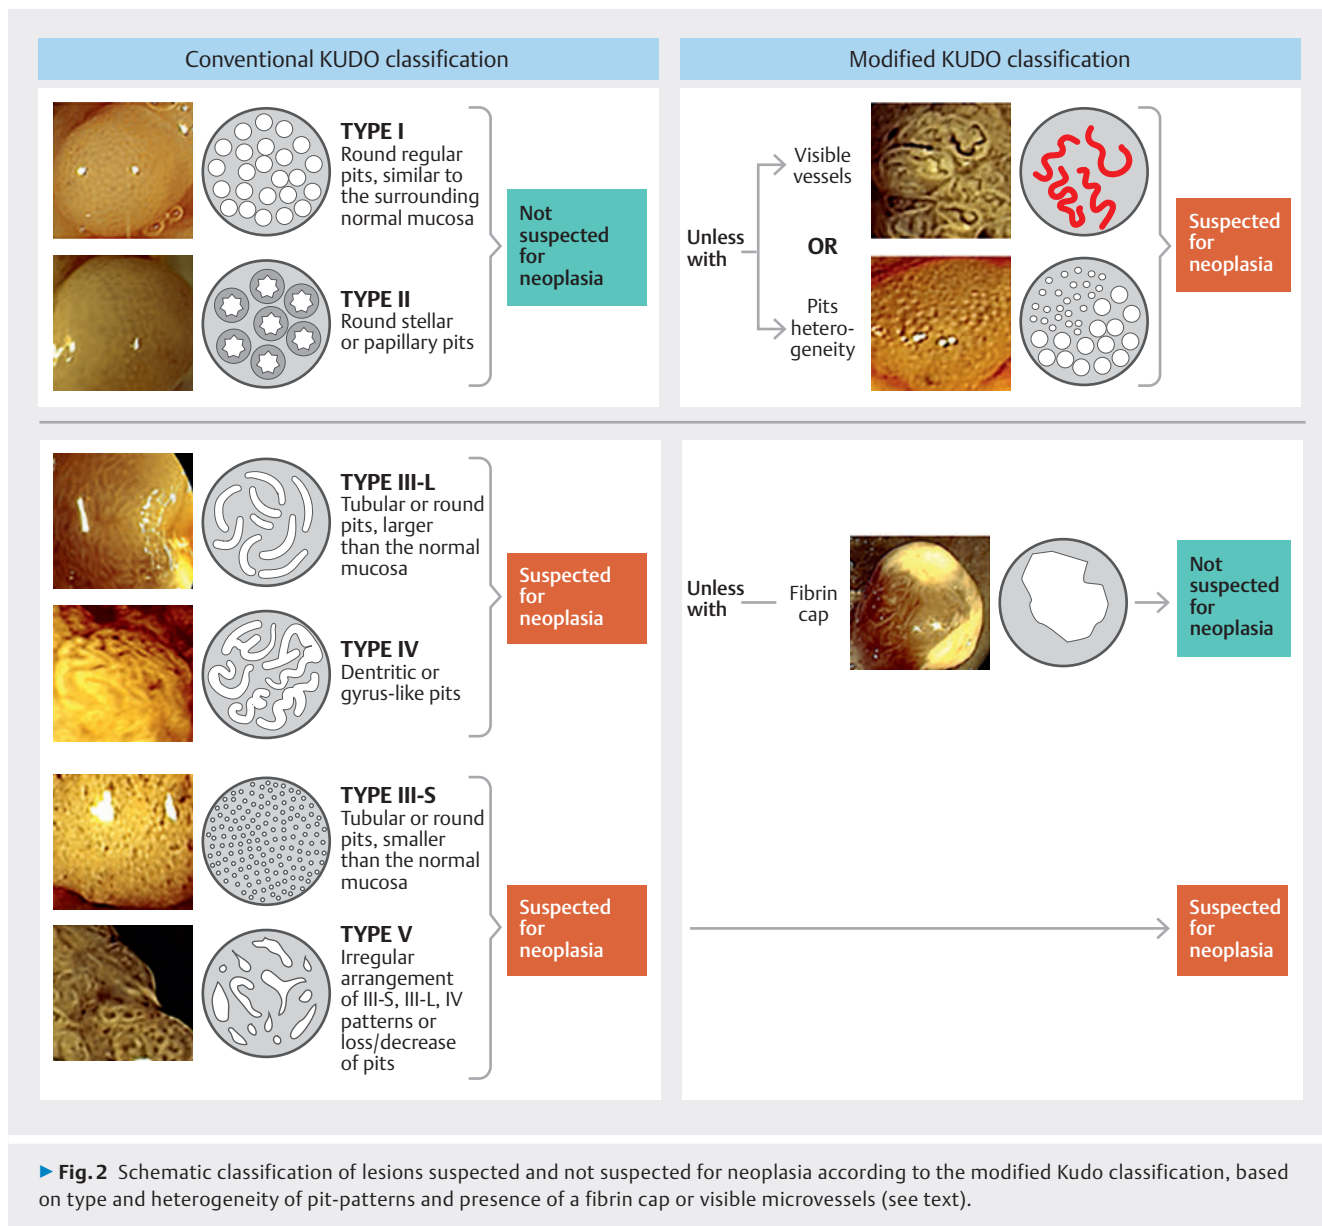 Conventional KUDO classification
Modified KUDO classification
TYPE I
Round regular
pits, similar to
the surrounding
normal mucosa
TYPE II
Round stellar
or papillary pits
Not
suspected
for
neoplasia
Unless
with
Visible
vessels
OR
Pits
hetero-
geneity
Suspected
for
neoplasia
TYPE III-L
Tubular or round
pits, larger
than the normal
mucosa
TYPE IV
Dentritic or
gyrus-like pits
Suspected
for
neoplasia
Unless
with
Fibrin
cap
Not
suspected
for
neoplasia
TYPE III-S
Tubular or round
pits, smaller
than the normal
mucosa
TYPE V
Irregular
arrangement
of III-S, III-L, IV
patterns or
loss/decrease
of pits
Suspected
for
neoplasia
Suspected
for
neoplasia
▶ Fig. 2 Schematic classification of lesions suspected and not suspected for neoplasia according to the modified Kudo classification, based
on type and heterogeneity of pit-patterns and presence of a fibrin cap or visible microvessels (see text).